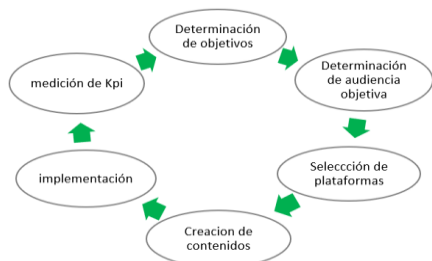 Determinación
de objetivos
Determinación
de audiencia
objetiva
Seleccción de
plataformas
Creacion de
contenidos
implementación
medición de Kpi